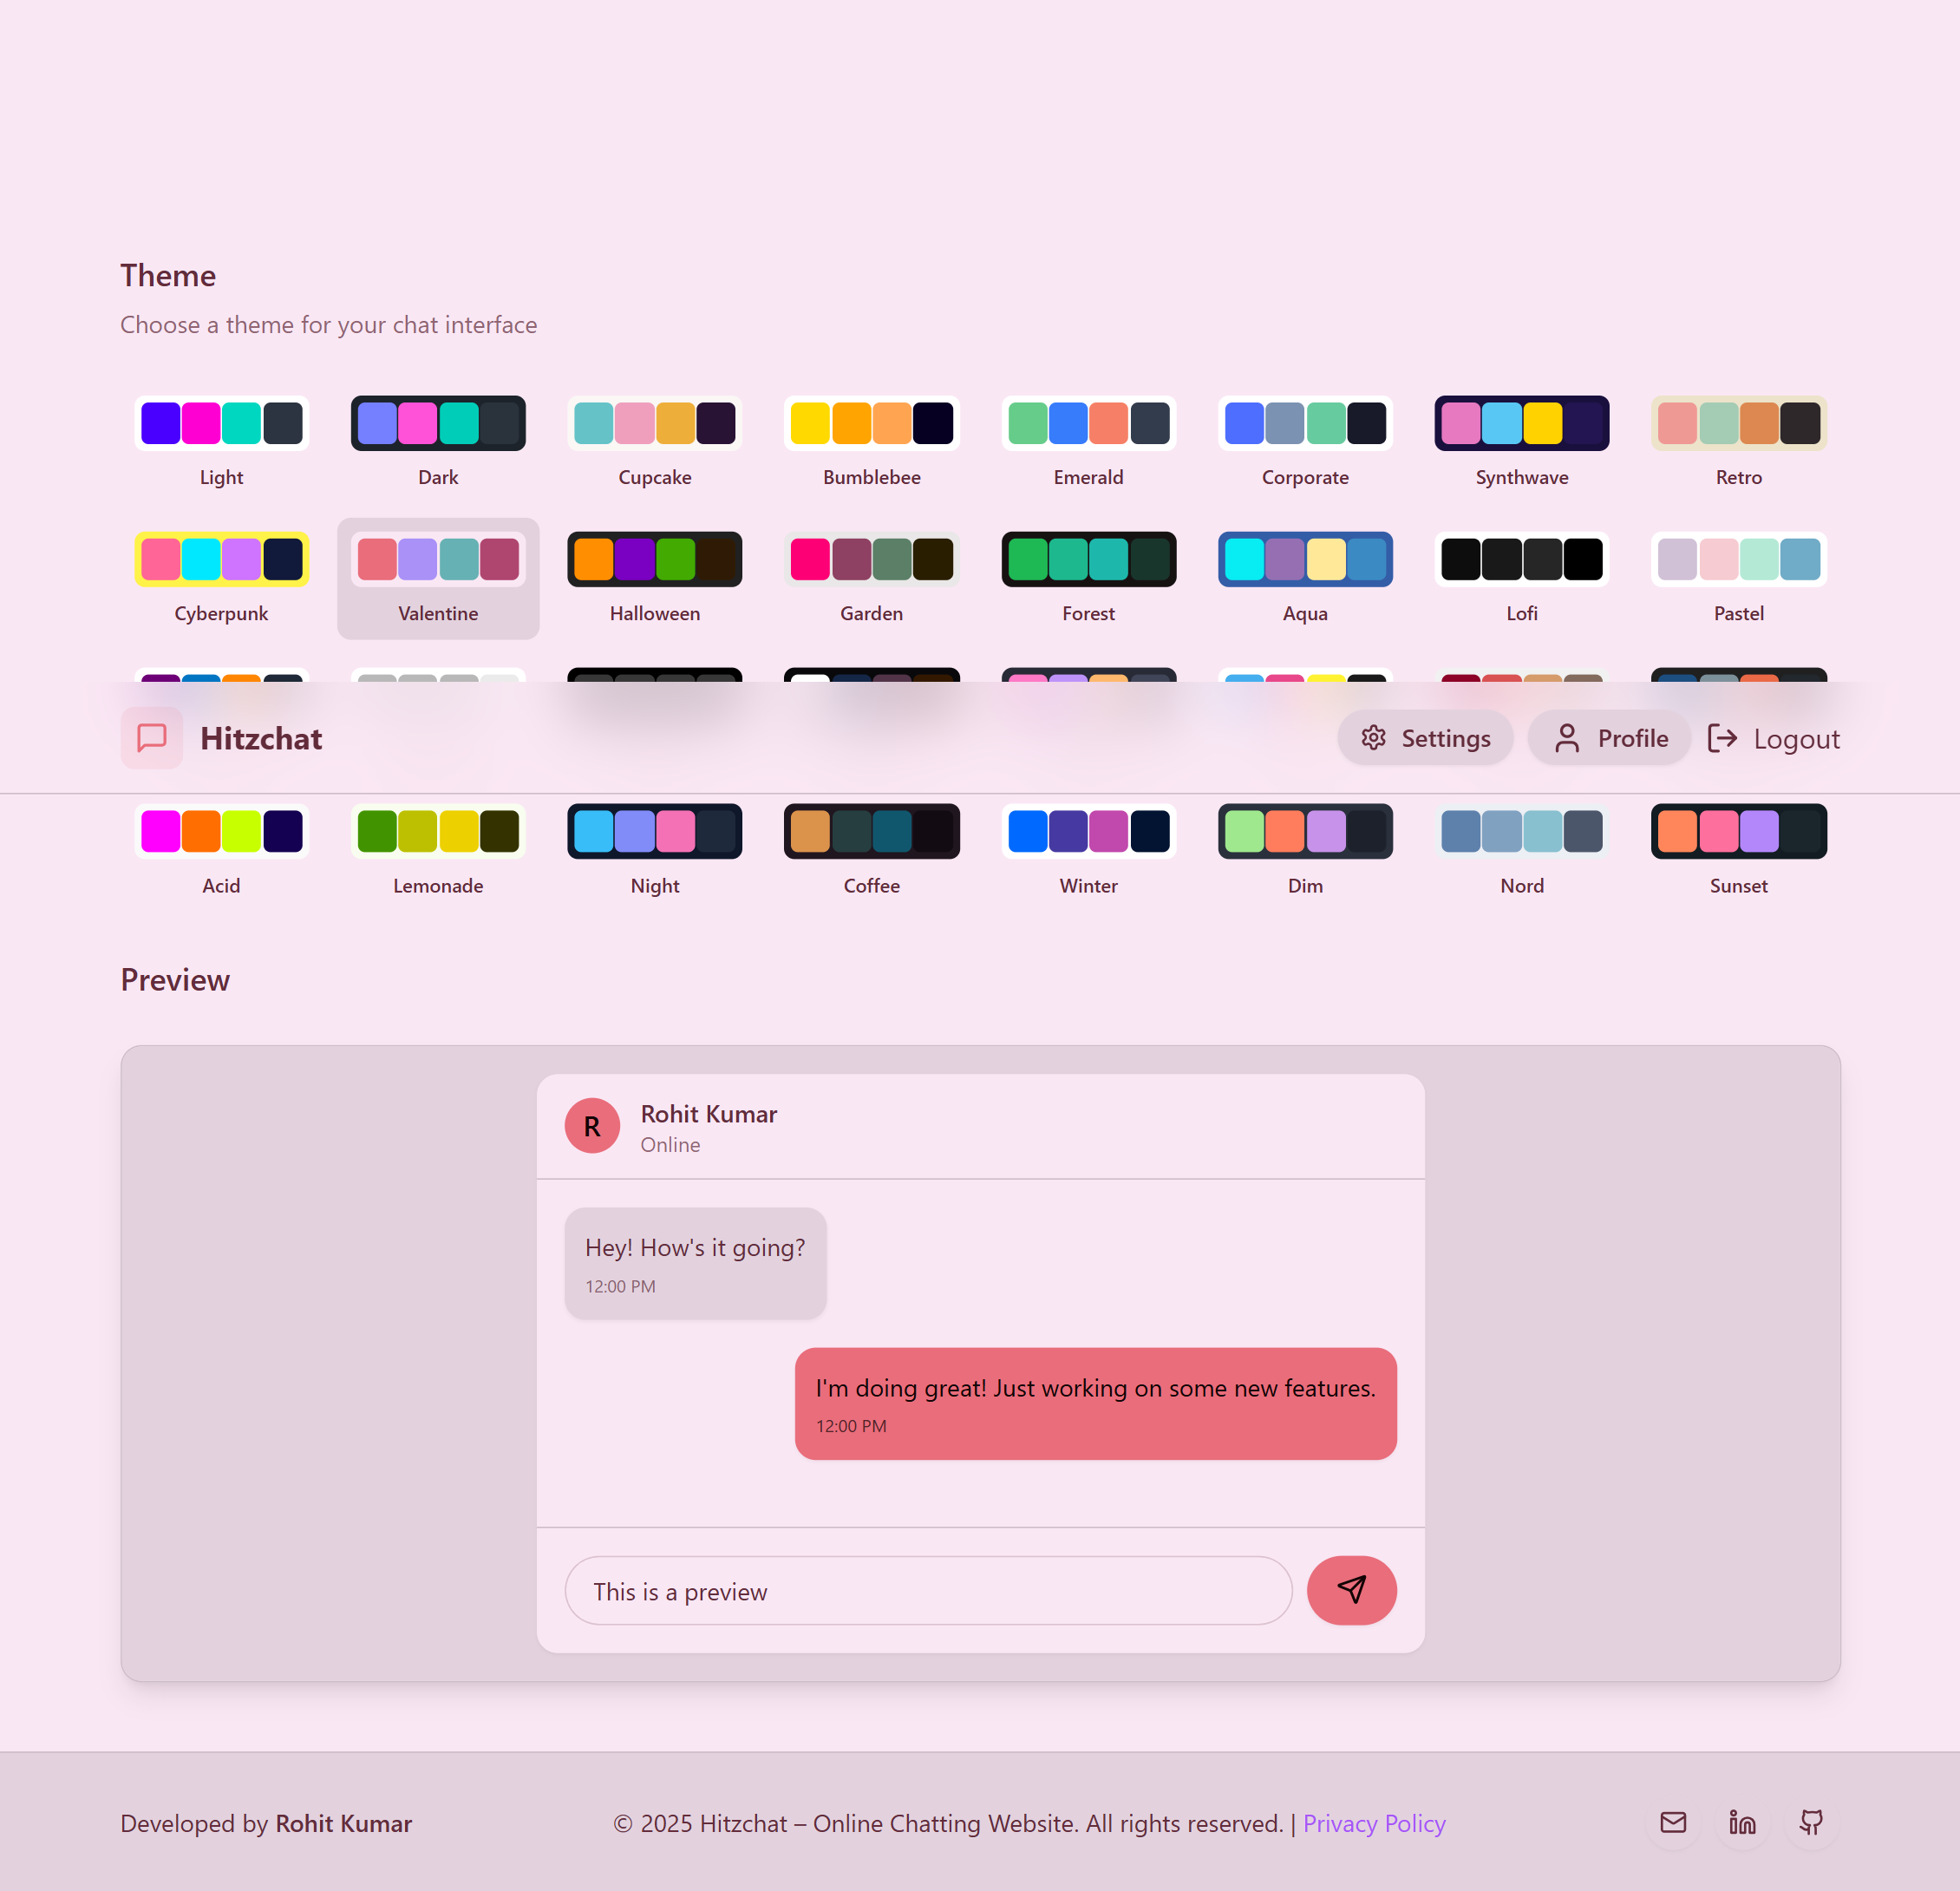 Theme
Choose a theme for your chat interface
Light Dark Cupcake Bumblebee Emerald Corporate Synthwave Retro
Cyberpunk Valentine Halloween Garden Forest Aqua Lofi Pastel
Hitzchat Settings Profile Logout
Acid Lemonade Night Coffee Winter Dim Nord Sunset
Preview
R
Rohit Kumar
Online
Hey! How's it going?
12:00 PM
I'm doing great! Just working on some new features.
12:00 PM
This is a preview
Developed by Rohit Kumar © 2025 Hitzchat – Online Chatting Website. All rights reserved. | Privacy Policy